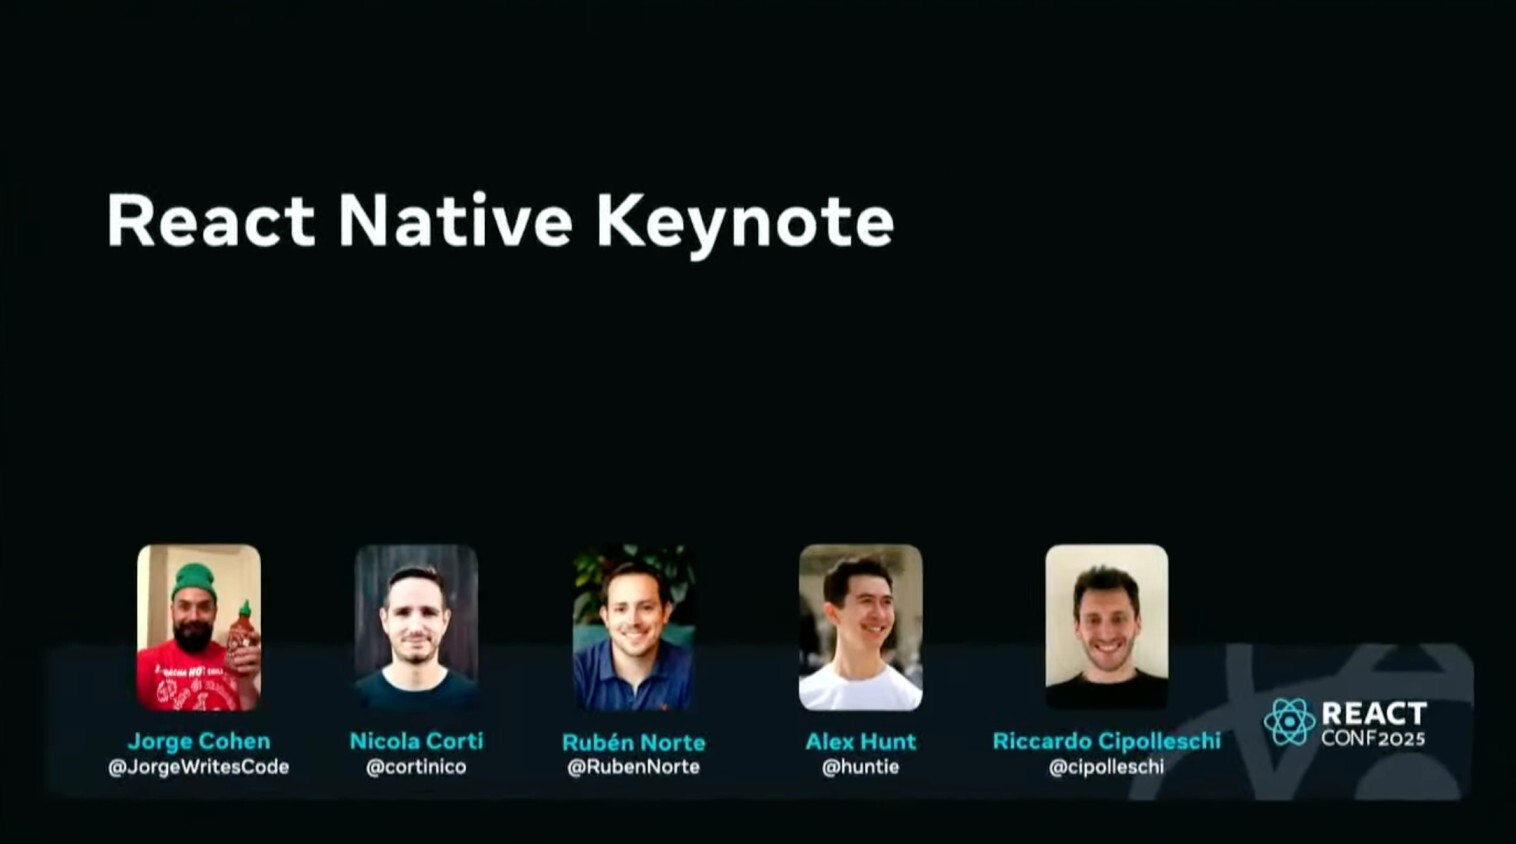 React Native Keynote
Jorge Cohen
@JorgeWritesCode
Nicola Corti
@cortinico
Rubén Norte
@RubenNorte
Alex Hunt
@huntie
Riccardo Cipolleschi
@cipolleschi
REACT
CONF2025